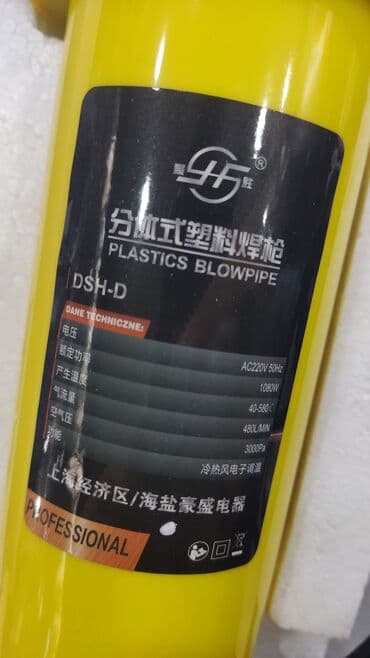 豪 胜 ®
分体式塑料焊枪
PLASTICS BLOWPIPE
DSH-D
DANE TECHNICZNE:
电压 AC220V 50Hz
额定功率 1080W
产生温度 40-580
气流量 480L/MIN
空气压 3000Pa
功能 冷热风电子调温
上海经济区/海盐豪盛电器
PROFESSIONAL